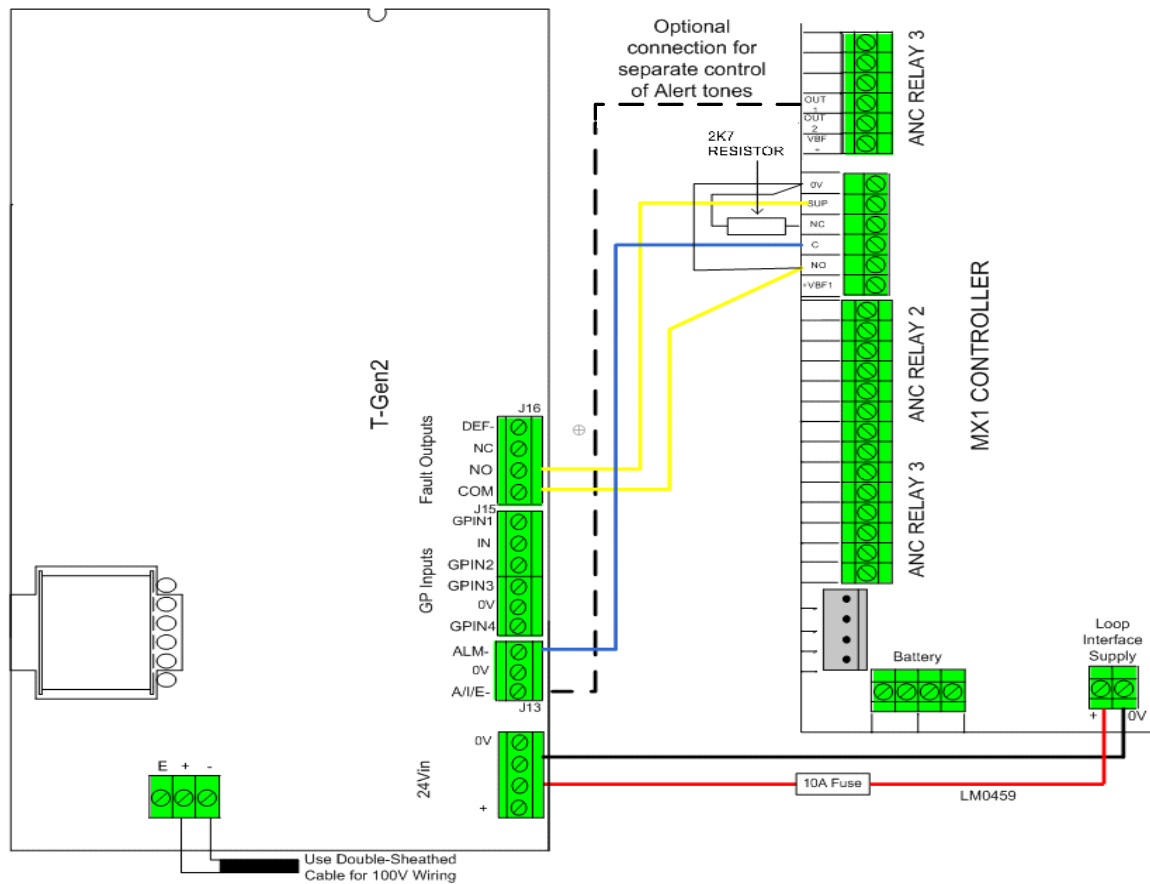 Optional
connection for
separate control
of Alert tones
OUT
1
OUT
2
VBF
+
ANC RELAY 3
2K7
RESISTOR
0V
SUP
NC
C
NO
+VBF1
ANC RELAY 2
MX1 CONTROLLER
ANC RELAY 3
T-Gen2
J16
Fault Outputs
DEF-
NC
NO
COM
J15
GP Inputs
GPIN1
IN
GPIN2
GPIN3
0V
GPIN4
ALM-
0V
A/I/E-
J13
24Vin
0V
+
Battery
Loop
Interface
Supply
+ 0V
10A Fuse
LM0459
E + -
Use Double-Sheathed
Cable for 100V Wiring